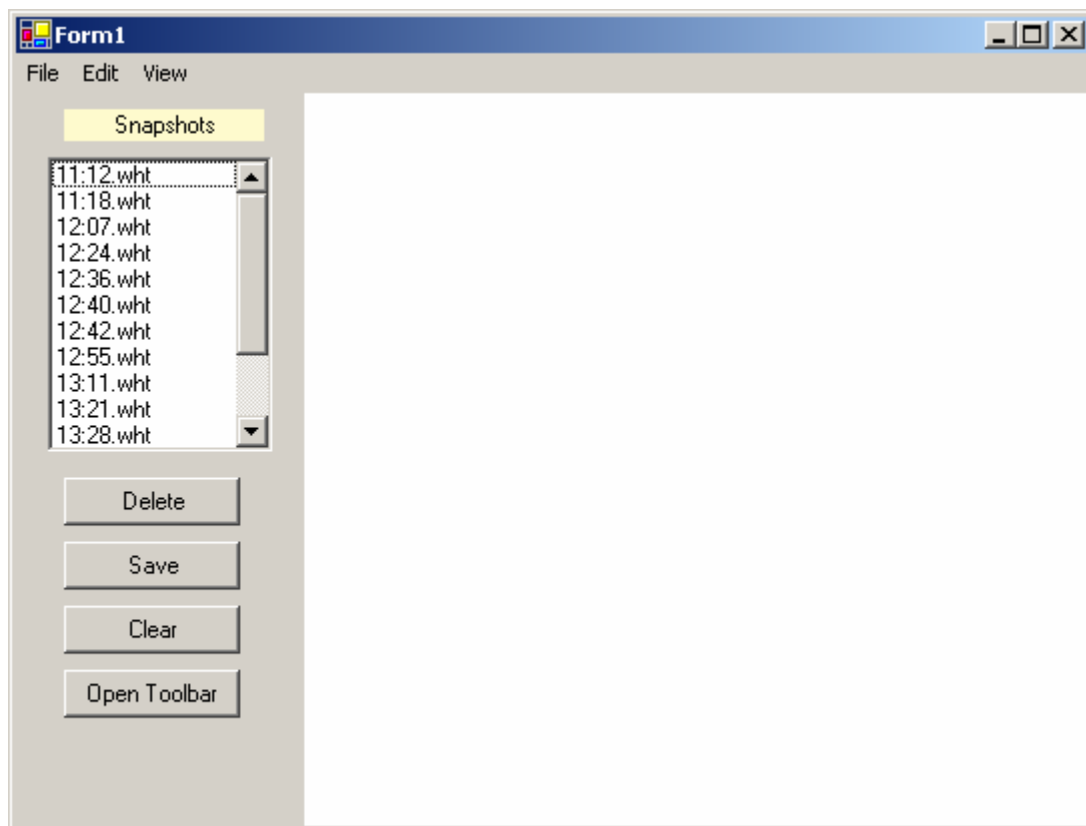 Form1
File Edit View
Snapshots
11:12.wht
11:18.wht
12:07.wht
12:24.wht
12:36.wht
12:40.wht
12:42.wht
12:55.wht
13:11.wht
13:21.wht
13:28.wht
Delete
Save
Clear
Open Toolbar